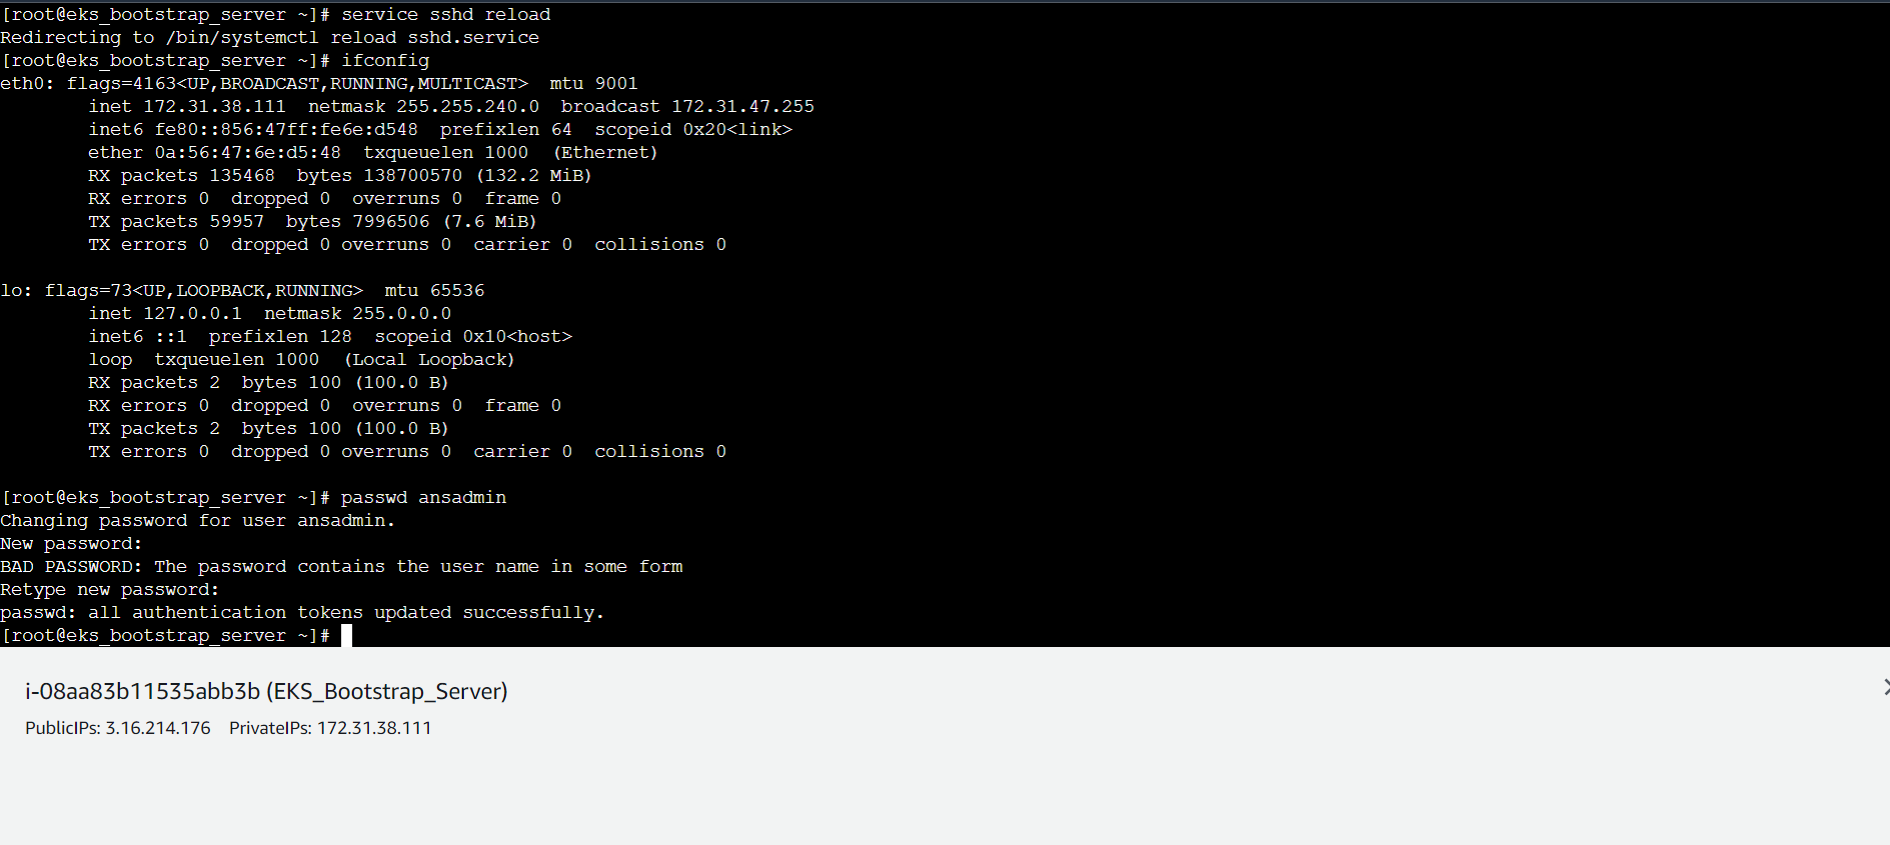 [root@eks_bootstrap_server ~]# service sshd reload
Redirecting to /bin/systemctl reload sshd.service
[root@eks_bootstrap_server ~]# ifconfig
eth0: flags=4163<UP,BROADCAST,RUNNING,MULTICAST>  mtu 9001
        inet 172.31.38.111  netmask 255.255.240.0  broadcast 172.31.47.255
        inet6 fe80::856:47ff:fe6e:d548  prefixlen 64  scopeid 0x20<link>
        ether 0a:56:47:6e:d5:48  txqueuelen 1000  (Ethernet)
        RX packets 135468  bytes 138700570 (132.2 MiB)
        RX errors 0  dropped 0  overruns 0  frame 0
        TX packets 59957  bytes 7996506 (7.6 MiB)
        TX errors 0  dropped 0 overruns 0  carrier 0  collisions 0

lo: flags=73<UP,LOOPBACK,RUNNING>  mtu 65536
        inet 127.0.0.1  netmask 255.0.0.0
        inet6 ::1  prefixlen 128  scopeid 0x10<host>
        loop  txqueuelen 1000  (Local Loopback)
        RX packets 2  bytes 100 (100.0 B)
        RX errors 0  dropped 0  overruns 0  frame 0
        TX packets 2  bytes 100 (100.0 B)
        TX errors 0  dropped 0 overruns 0  carrier 0  collisions 0

[root@eks_bootstrap_server ~]# passwd ansadmin
Changing password for user ansadmin.
New password:
BAD PASSWORD: The password contains the user name in some form
Retype new password:
passwd: all authentication tokens updated successfully.
[root@eks_bootstrap_server ~]#
i-08aa83b11535abb3b (EKS_Bootstrap_Server)
PublicIPs: 3.16.214.176    PrivateIPs: 172.31.38.111